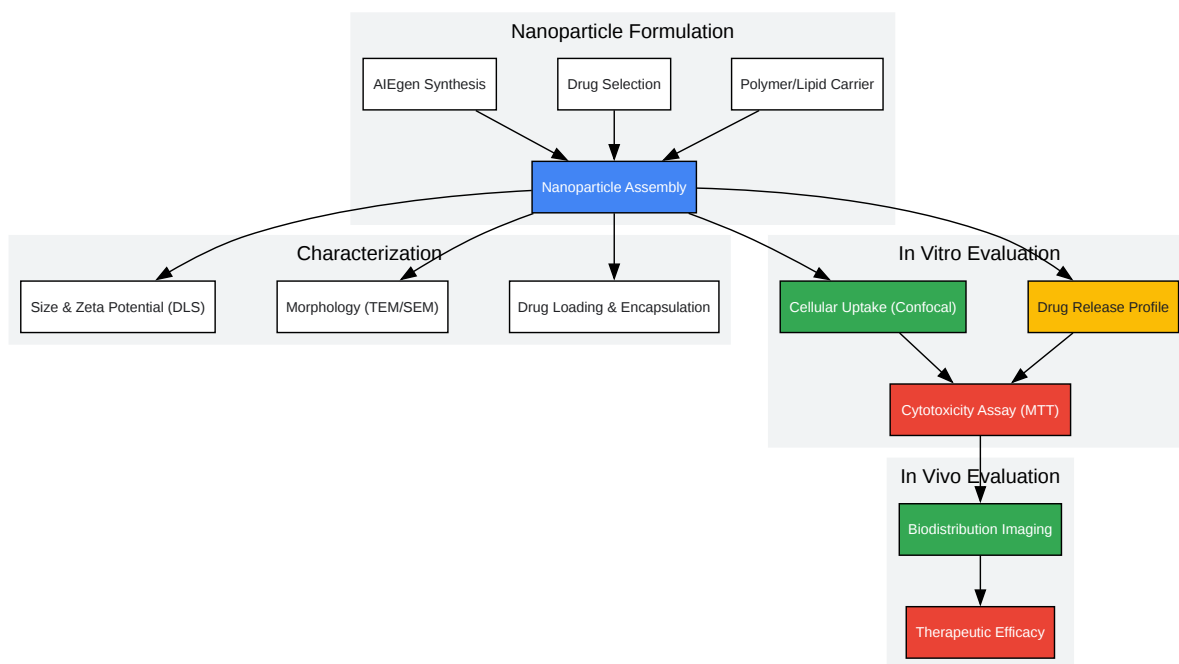 Nanoparticle Formulation
AIEgen Synthesis
Drug Selection
Polymer/Lipid Carrier
Nanoparticle Assembly
Characterization
In Vitro Evaluation
Size & Zeta Potential (DLS)
Morphology (TEM/SEM)
Drug Loading & Encapsulation
Cellular Uptake (Confocal)
Drug Release Profile
Cytotoxicity Assay (MTT)
In Vivo Evaluation
Biodistribution Imaging
Therapeutic Efficacy